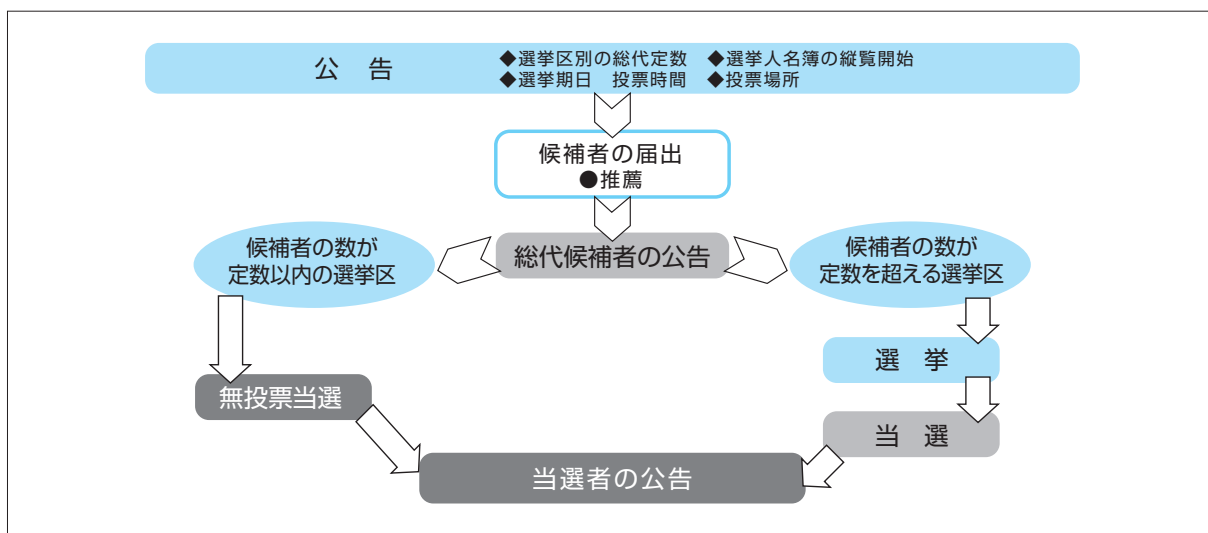 公 告
◆選挙区別の総代定数 ◆選挙人名簿の縦覧開始
◆選挙期日 投票時間 ◆投票場所
候補者の届出
●推薦
総代候補者の公告
候補者の数が
定数以内の選挙区
候補者の数が
定数を超える選挙区
選 挙
無投票当選
当 選
当選者の公告